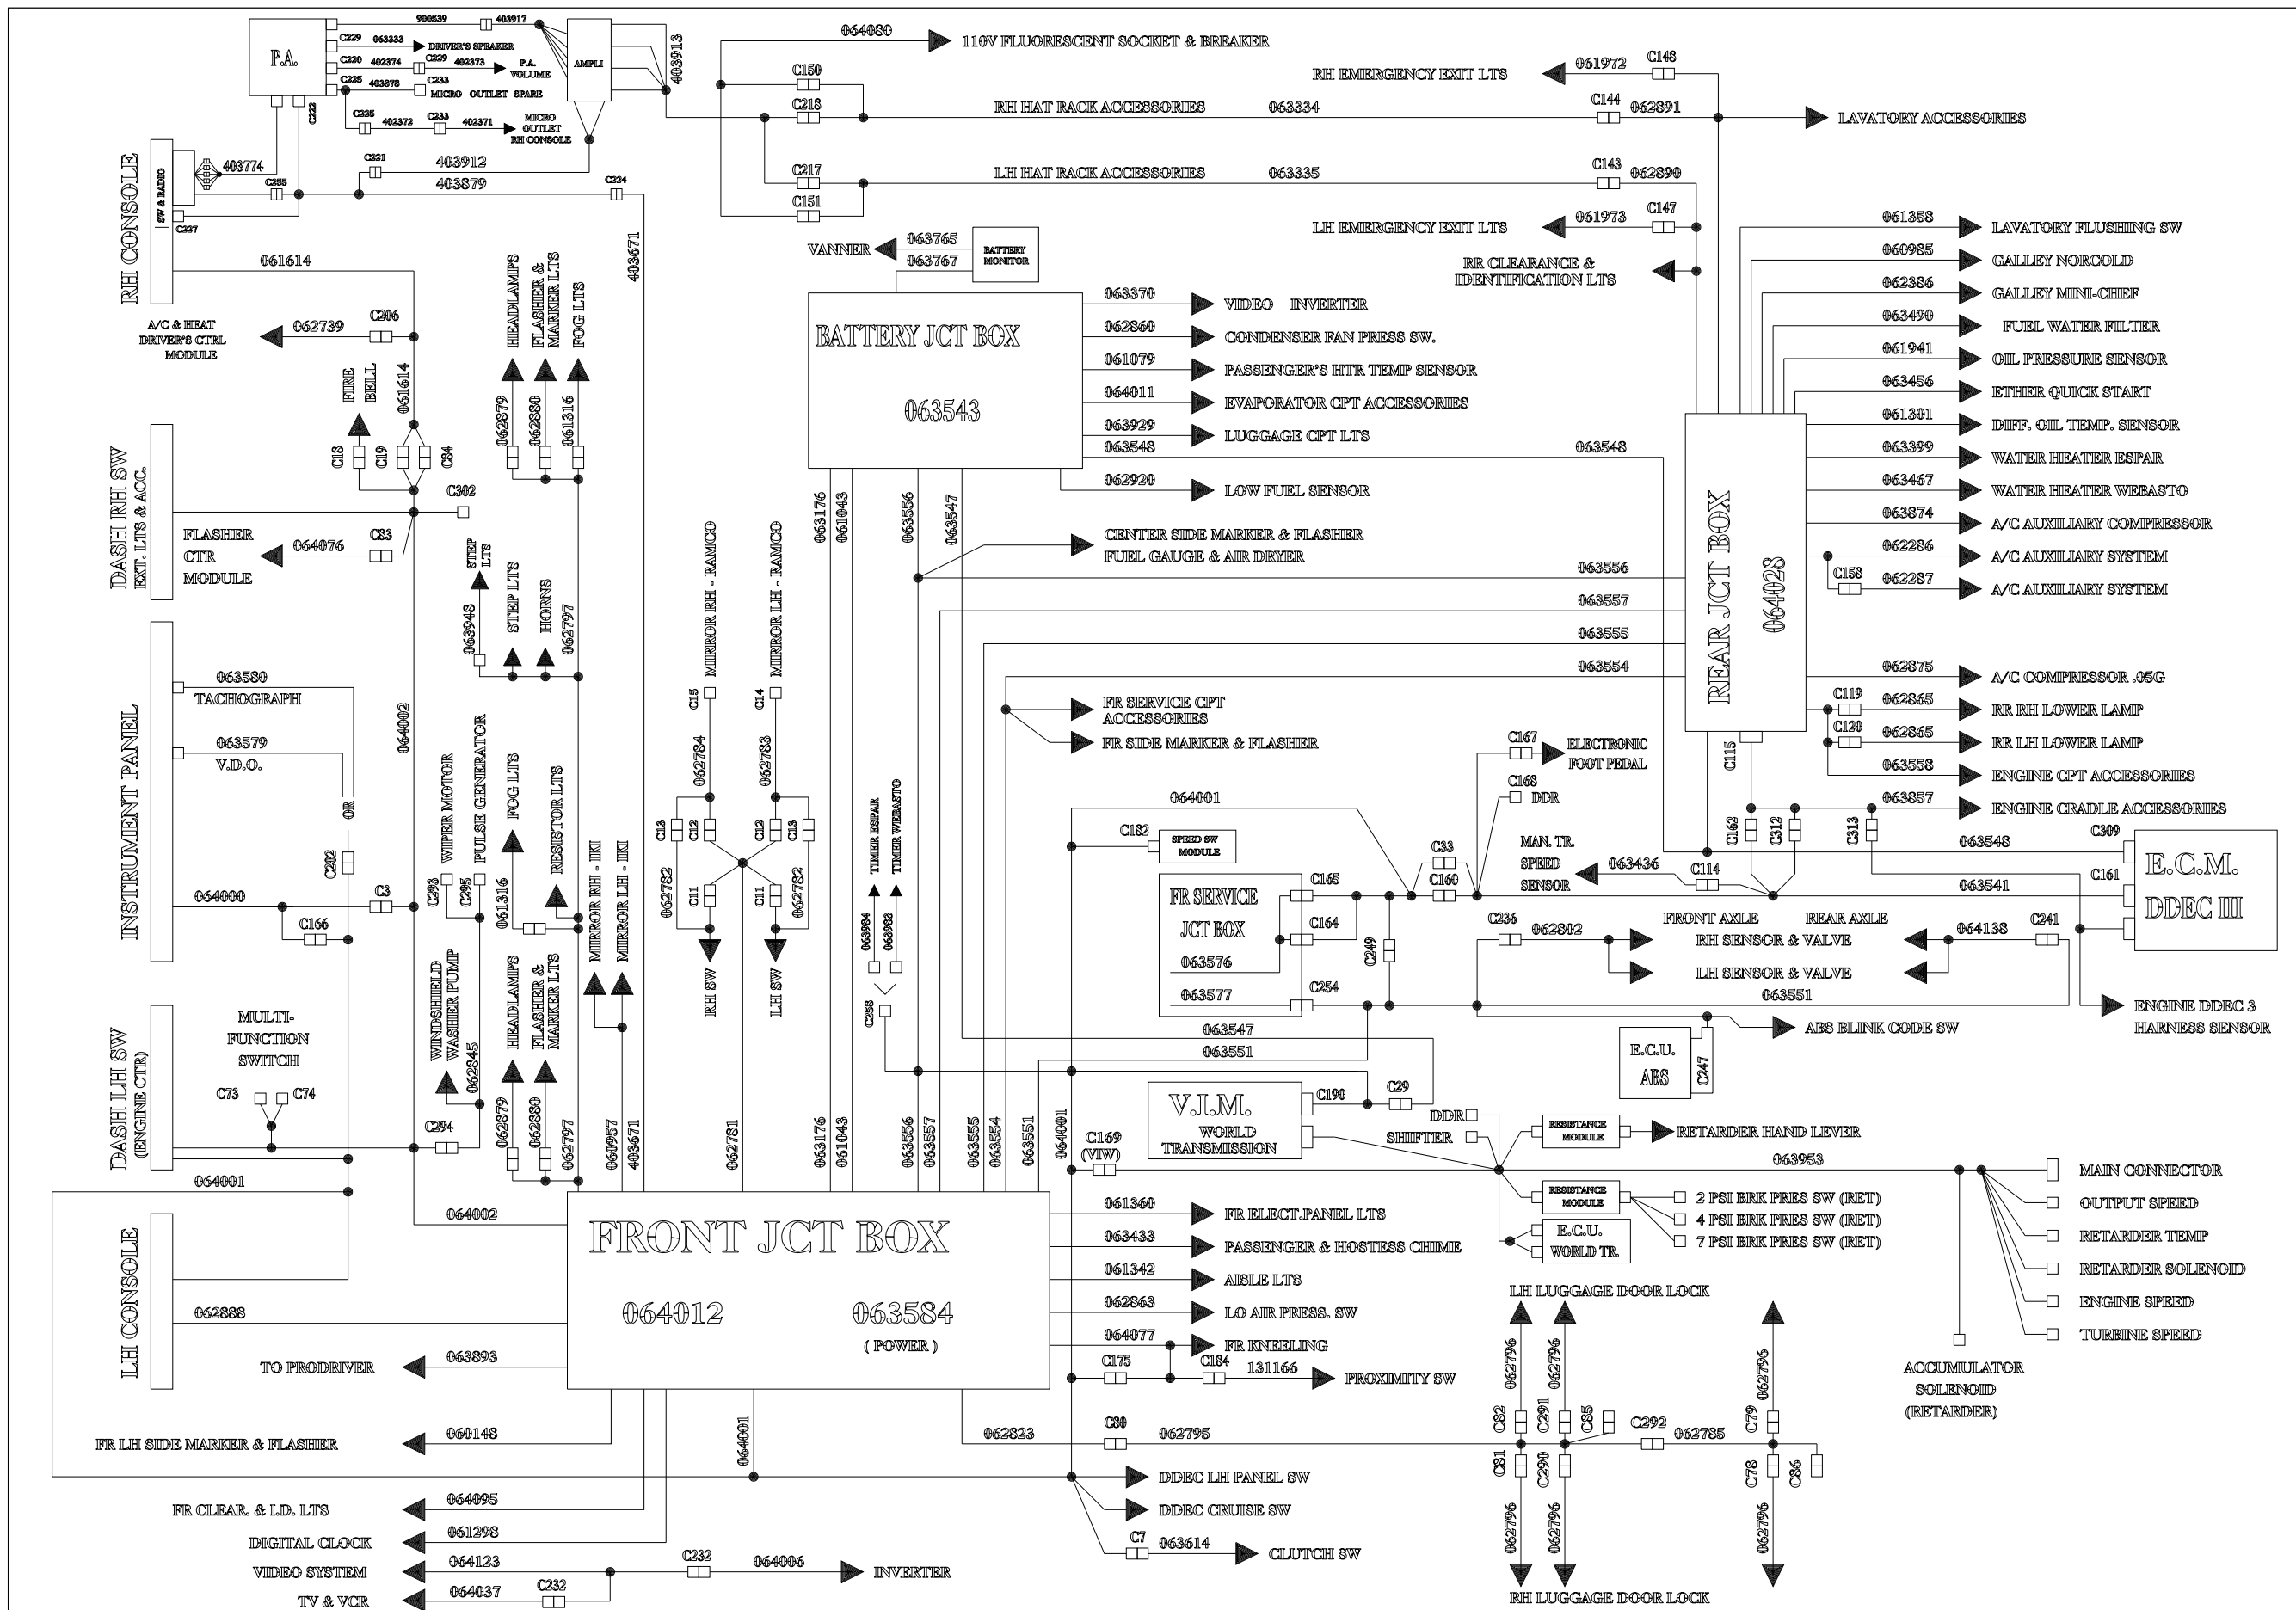 900539
403917
C229
063333
DRIVER'S SPEAKER
P.A.
C220
402374
C229
402373
P.A.
VOLUME
AMPLI
C225
403878
C233
MICRO OUTLET SPARE
C222
C225
402372
C233
402371
MICRO
OUTLET
RH CONSOLE
403913
RH CONSOLE
SW & RADIO
403774
C221
403912
C255
403879
C224
C227
403671
061614
A/C & HEAT
DRIVER'S CTRL
MODULE
062739
C206
061614
FIRE
BELL
C18
C19
C84
064080
110V FLUORESCENT SOCKET & BREAKER
C150
C218
RH HAT RACK ACCESSORIES
063334
C144
062891
RH EMERGENCY EXIT LTS
061972
C148
LAVATORY ACCESSORIES
C217
LH HAT RACK ACCESSORIES
063335
C143
062890
C151
LH EMERGENCY EXIT LTS
061973
C147
RR CLEARANCE &
IDENTIFICATION LTS
VANNER
063765
063767
BATTERY
MONITOR
BATTERY JCT BOX
063543
063370
VIDEO INVERTER
062860
CONDENSER FAN PRESS SW.
061079
PASSENGER'S HTR TEMP SENSOR
064011
EVAPORATOR CPT ACCESSORIES
063929
LUGGAGE CPT LTS
063548
063548
062920
LOW FUEL SENSOR
063176
061043
063556
063547
CENTER SIDE MARKER & FLASHER
FUEL GAUGE & AIR DRYER
063556
063557
063555
063554
FR SERVICE CPT
ACCESSORIES
FR SIDE MARKER & FLASHER
REAR JCT BOX
064028
061358
LAVATORY FLUSHING SW
060985
GALLEY NORCOLD
062386
GALLEY MINI-CHEF
063490
FUEL WATER FILTER
061941
OIL PRESSURE SENSOR
063456
ETHER QUICK START
061301
DIFF. OIL TEMP. SENSOR
063399
WATER HEATER ESPAR
063467
WATER HEATER WEBASTO
063874
A/C AUXILIARY COMPRESSOR
062286
A/C AUXILIARY SYSTEM
C158
062287
A/C AUXILIARY SYSTEM
062875
A/C COMPRESSOR .05G
C119
062865
RR RH LOWER LAMP
C120
062865
RR LH LOWER LAMP
063558
ENGINE CPT ACCESSORIES
063857
ENGINE CRADLE ACCESSORIES
C115
C162
C312
C313
DASH RH SW
EXT. LTS & ACC.
C302
FLASHER
CTR
MODULE
064076
C83
HEADLAMPS
FLASHER &
MARKER LTS
FOG LTS
062879
062880
061316
STEP
LTS
063948
STEP LTS
HORNS
062797
MIRROR RH - RAMCO
MIRROR LH - RAMCO
C15
C14
062784
062783
C13
C12
C12
C13
062782
C11
C11
062782
RH SW
LH SW
INSTRUMENT PANEL
063580
TACHOGRAPH
063579
V.D.O.
OR
C202
064000
C3
C166
064002
WIPER MOTOR
C293
PULSE GENERATOR
C295
FOG LTS
061316
RESISTOR LTS
MIRROR RH - IKI
MIRROR LH - IKI
TIMER ESPAR
TIMER WEBASTO
063984
063983
C258
064001
C182
SPEED SW
MODULE
C167
ELECTRONIC
FOOT PEDAL
C168
DDR
C33
C160
MAN. TR.
SPEED
SENSOR
063436
C114
FR SERVICE
JCT BOX
C165
C164
063576
063577
C254
C249
C309
063548
C161
063541
E.C.M.
DDEC III
C236
062802
FRONT AXLE
REAR AXLE
RH SENSOR & VALVE
LH SENSOR & VALVE
064138
C241
063551
ENGINE DDEC 3
HARNESS SENSOR
ABS BLINK CODE SW
E.C.U.
ABS
C247
DASH LH SW
(ENGINE CTR)
MULTI-
FUNCTION
SWITCH
C73
C74
WINDSHIELD
WASHER PUMP
062845
C294
HEADLAMPS
FLASHER &
MARKER LTS
062879
062880
062797
060957
403671
062781
063176
061043
063556
063557
063555
063554
063551
064001
063547
063551
V.I.M.
WORLD
TRANSMISSION
C190
C29
C169
(VIW)
DDR
SHIFTER
RESISTANCE
MODULE
RETARDER HAND LEVER
063953
RESISTANCE
MODULE
2 PSI BRK PRES SW (RET)
4 PSI BRK PRES SW (RET)
7 PSI BRK PRES SW (RET)
E.C.U.
WORLD TR.
MAIN CONNECTOR
OUTPUT SPEED
RETARDER TEMP
RETARDER SOLENOID
ENGINE SPEED
TURBINE SPEED
ACCUMULATOR
SOLENOID
(RETARDER)
064001
064002
LH CONSOLE
062888
FRONT JCT BOX
064012
063584
( POWER )
061360
FR ELECT.PANEL LTS
063433
PASSENGER & HOSTESS CHIME
061342
AISLE LTS
062863
LO AIR PRESS. SW
064077
FR KNEELING
C175
C184
131166
PROXIMITY SW
TO PRODRIVER
063893
FR LH SIDE MARKER & FLASHER
060148
064001
062823
C80
062795
LH LUGGAGE DOOR LOCK
062796
062796
062796
C82
C291
C85
C292
062785
C79
C81
C290
C78
C86
062796
062796
062796
RH LUGGAGE DOOR LOCK
DDEC LH PANEL SW
DDEC CRUISE SW
C7
063614
CLUTCH SW
FR CLEAR. & I.D. LTS
064095
DIGITAL CLOCK
061298
VIDEO SYSTEM
064123
C232
064006
INVERTER
TV & VCR
064037
C232